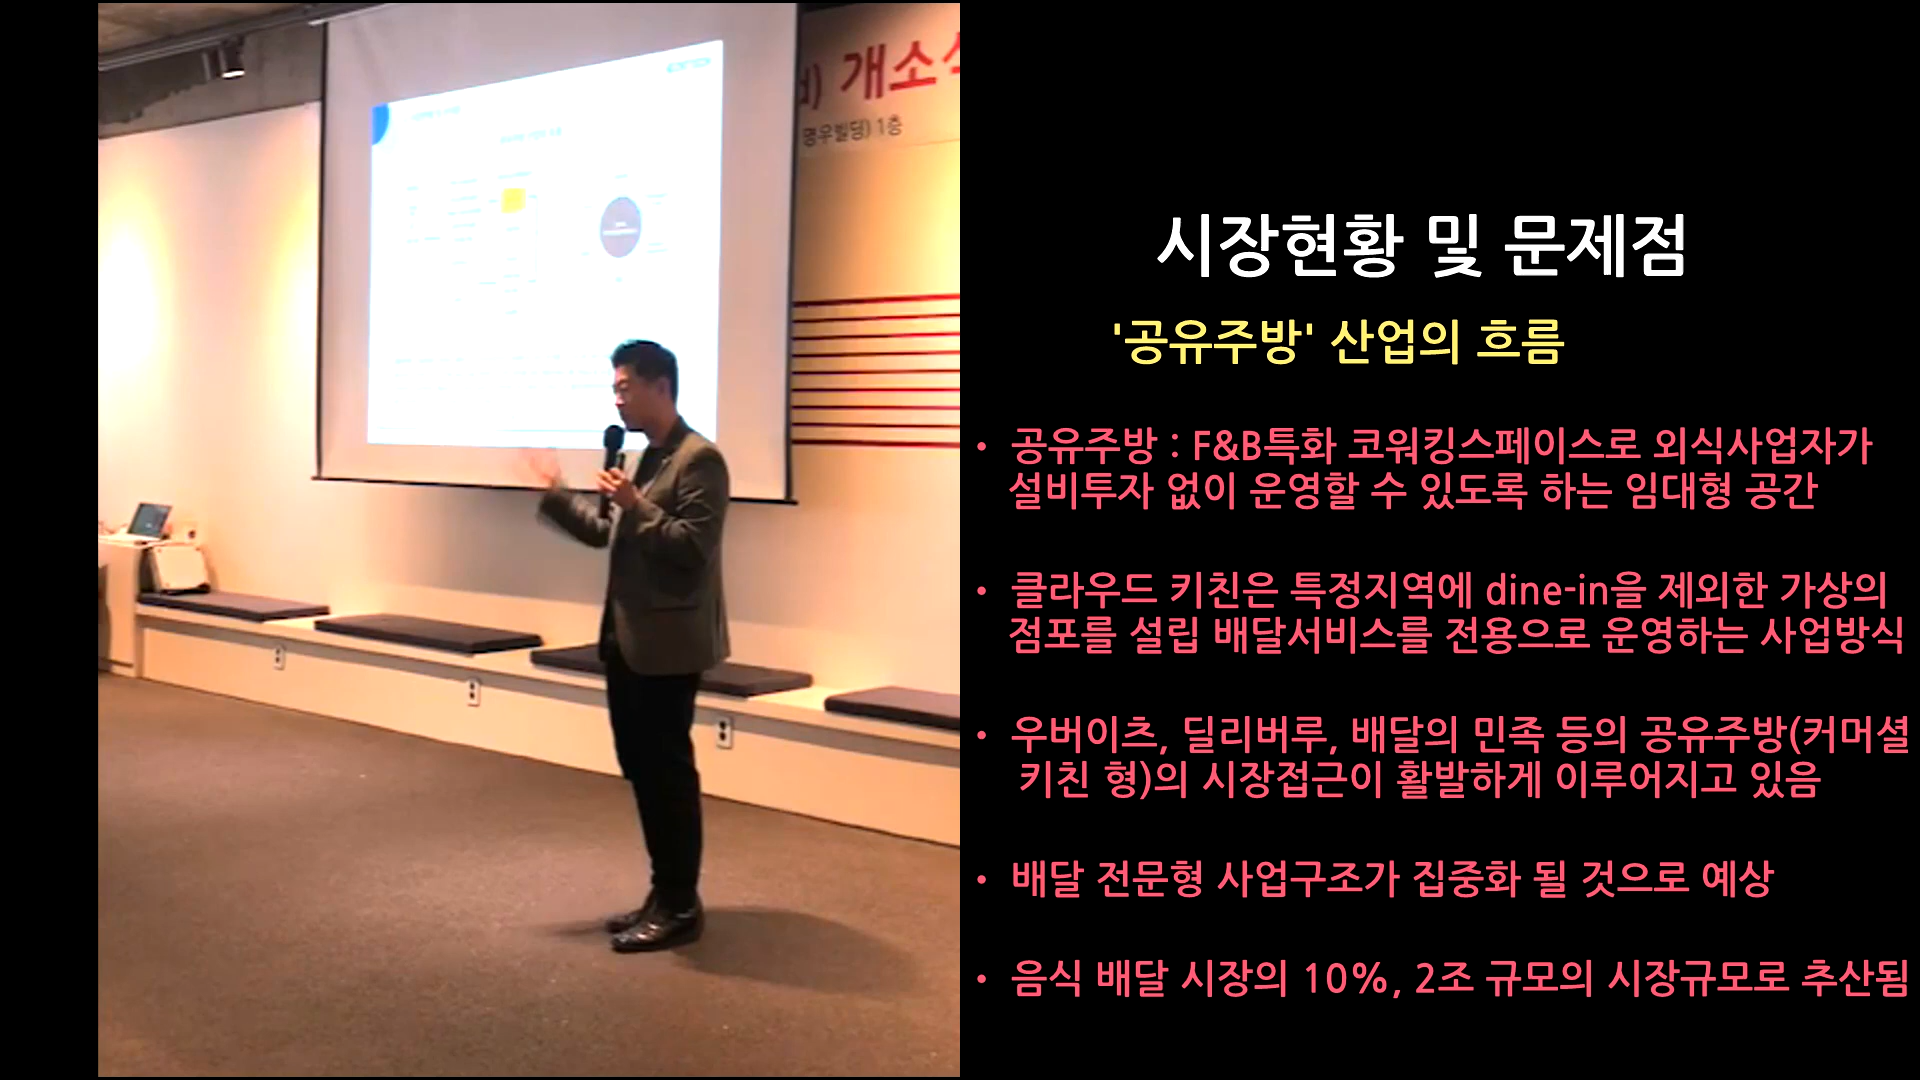 개소
명우빌딩) 1층
시장현황 및 문제점
'공유주방' 산업의 흐름
• 공유주방 : F&B특화 코워킹스페이스로 외식사업자가
설비투자 없이 운영할 수 있도록 하는 임대형 공간
• 클라우드 키친은 특정지역에 dine-in을 제외한 가상의
점포를 설립 배달서비스를 전용으로 운영하는 사업방식
• 우버이츠, 딜리버루, 배달의 민족 등의 공유주방(커머셜
키친 형)의 시장접근이 활발하게 이루어지고 있음
• 배달 전문형 사업구조가 집중화 될 것으로 예상
• 음식 배달 시장의 10%, 2조 규모의 시장규모로 추산됨